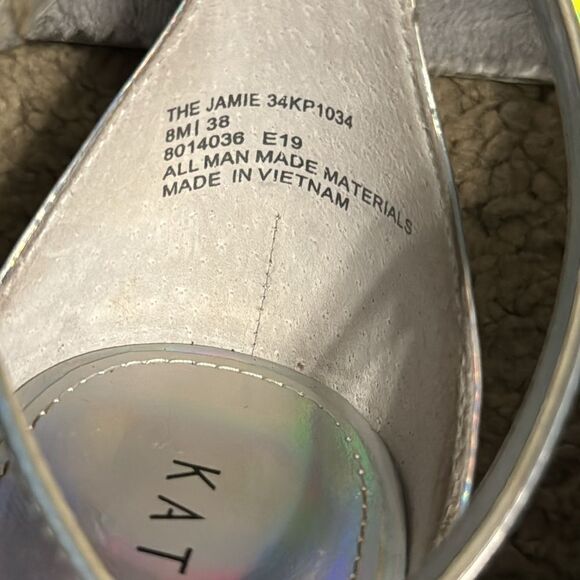 THE JAMIE 34KP1034
8M| 38
8014036 E19
ALL MAN MADE MATERIALS
MADE IN VIETNAM
KAT